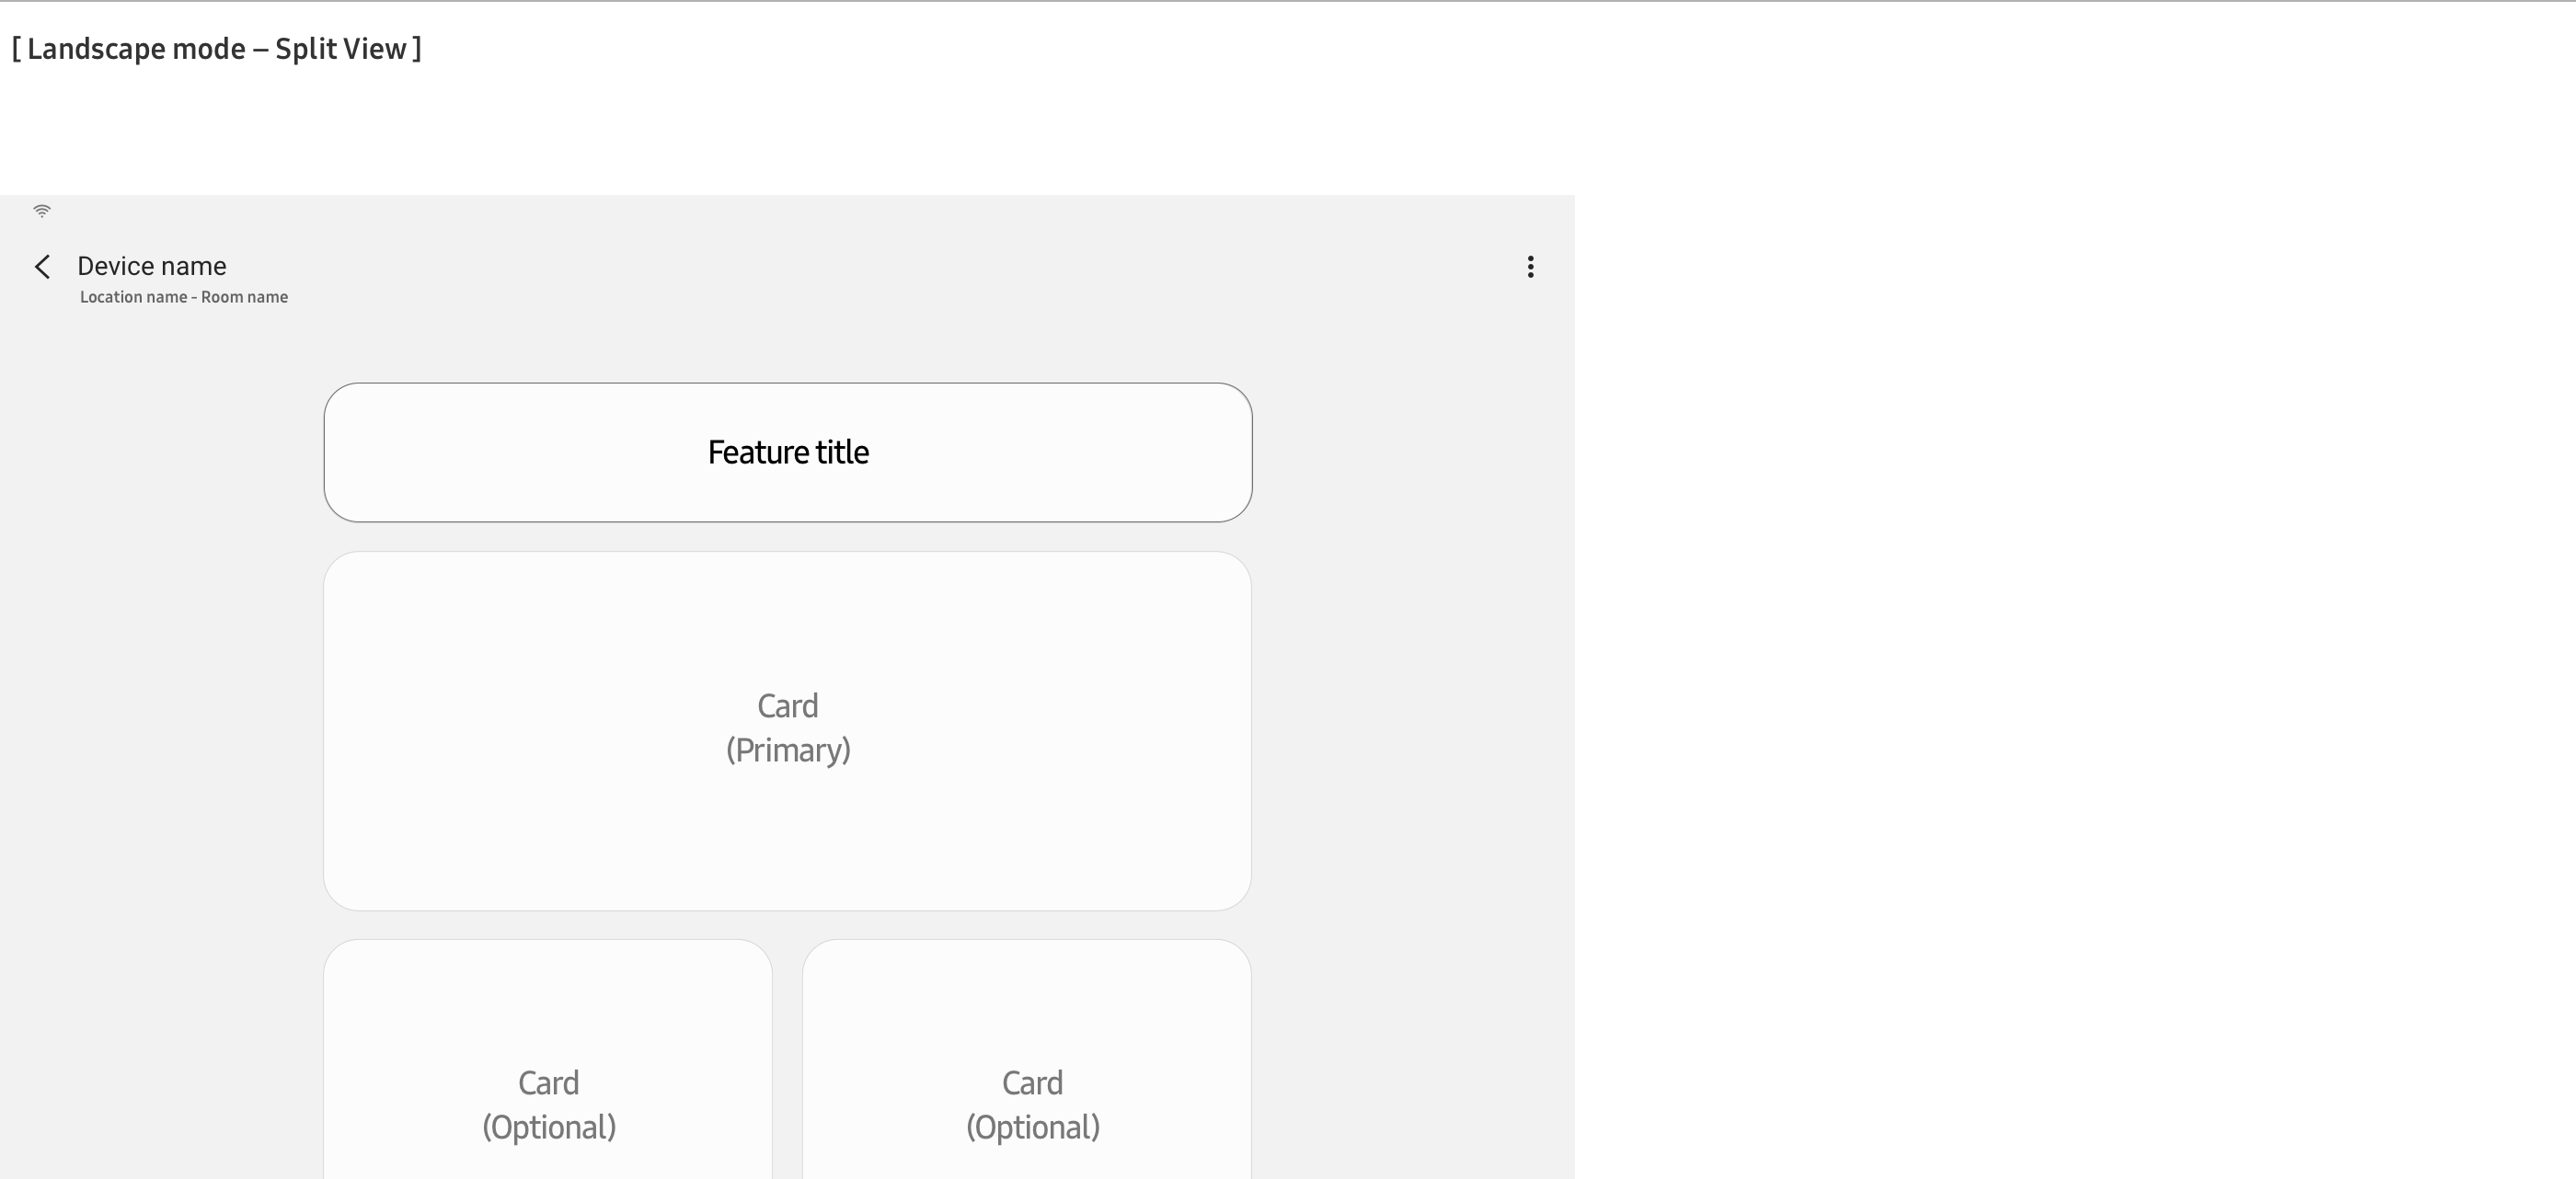 [ Landscape mode – Split View ]
Device name
Location name - Room name
Feature title
Card
(Primary)
Card
(Optional)
Card
(Optional)